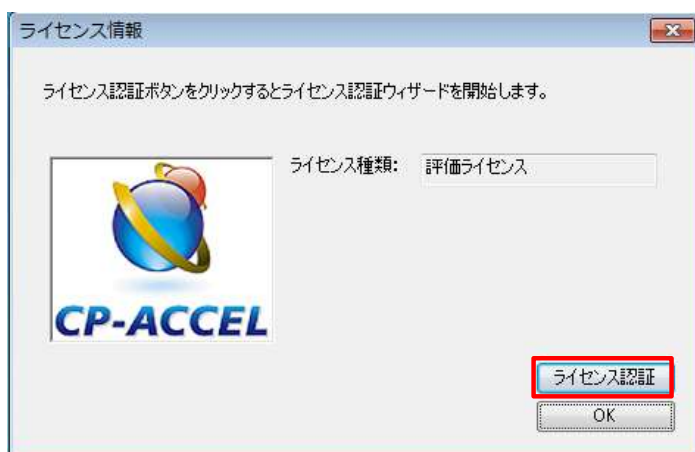 ライセンス情報
ライセンス認証ボタンをクリックするとライセンス認証ウィザードを開始します。
ライセンス種類: 評価ライセンス
CP-ACCEL
ライセンス認証
OK